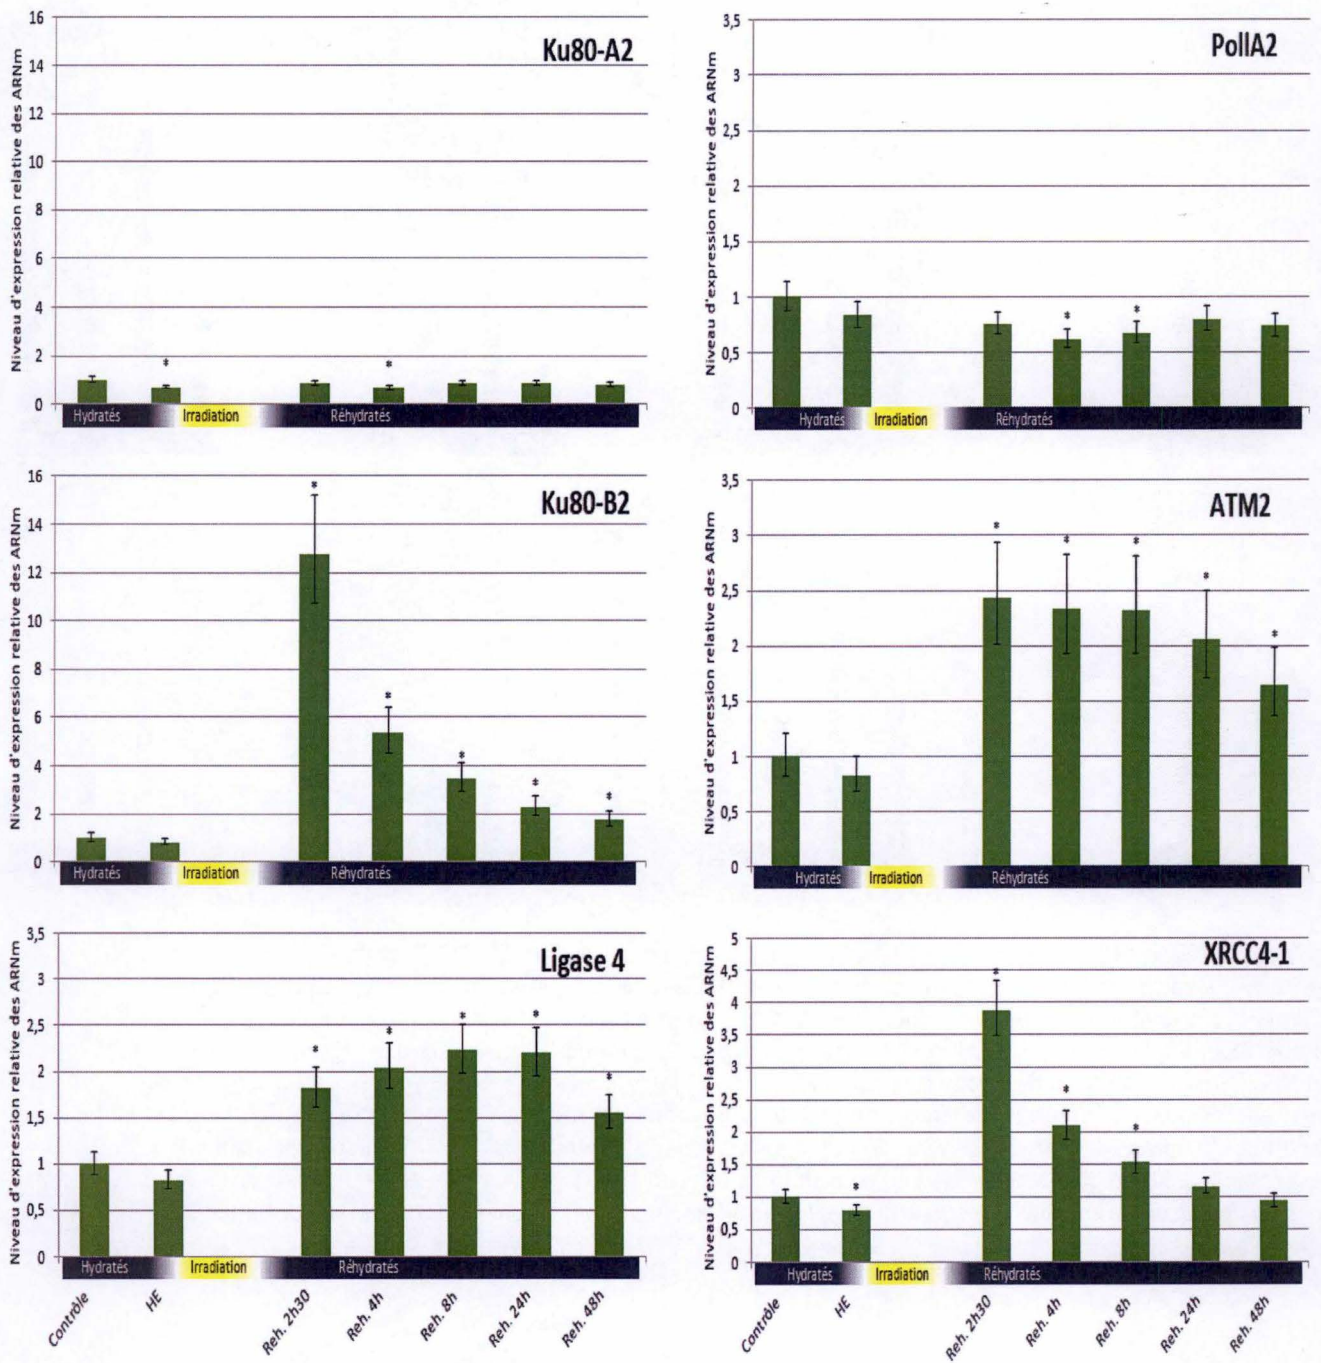 Ku80-A2
Niveau d'expression relative des ARNm
16
14
12
10
8
6
4
2
0
*
*
Hydratés
Irradiation
Réhydratés
PolIA2
Niveau d'expression relative des ARNm
3,5
3
2,5
2
1,5
1
0,5
0
*
*
Hydratés
Irradiation
Réhydratés
Ku80-B2
Niveau d'expression relative des ARNm
16
14
12
10
8
6
4
2
0
*
*
*
*
*
Hydratés
Irradiation
Réhydratés
ATM2
Niveau d'expression relative des ARNm
3,5
3
2,5
2
1,5
1
0,5
0
*
*
*
*
*
Hydratés
Irradiation
Réhydratés
Ligase 4
Niveau d'expression relative des ARNm
3,5
3
2,5
2
1,5
1
0,5
0
*
*
*
*
*
Hydratés
Irradiation
Réhydratés
Contrôle
HE
Reh. 2h30
Reh. 4h
Reh. 8h
Reh. 24h
Reh. 48h
XRCC4-1
Niveau d'expression relative des ARNm
5
4,5
4
3,5
3
2,5
2
1,5
1
0,5
0
*
*
*
*
Hydratés
Irradiation
Réhydratés
Contrôle
HE
Reh. 2h30
Reh. 4h
Reh. 8h
Reh. 24h
Reh. 48h